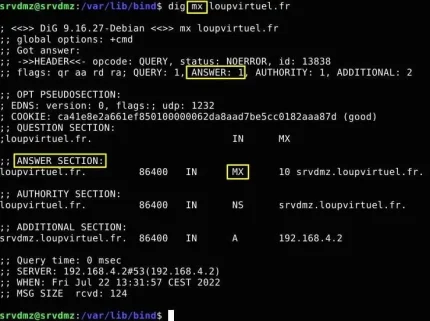 srvdmz@srvdmz:/var/lib/bind$ dig mx loupvirtuel.fr
; <<>> DiG 9.16.27-Debian <<>> mx loupvirtuel.fr
;; global options: +cmd
;; Got answer:
;; ->>HEADER<<- opcode: QUERY, status: NOERROR, id: 13838
;; flags: qr aa rd ra; QUERY: 1, ANSWER: 1, AUTHORITY: 1, ADDITIONAL: 2
;; OPT PSEUDOSECTION:
; EDNS: version: 0, flags:; udp: 1232
; COOKIE: ca41e8e2a661ef850100000062da8aad7be5cc0182aaa87d (good)
;; QUESTION SECTION:
;loupvirtuel.fr. IN MX
;; ANSWER SECTION:
loupvirtuel.fr. 86400 IN MX 10 srvdmz.loupvirtuel.fr.
;; AUTHORITY SECTION:
loupvirtuel.fr. 86400 IN NS srvdmz.loupvirtuel.fr.
;; ADDITIONAL SECTION:
srvdmz.loupvirtuel.fr. 86400 IN A 192.168.4.2
;; Query time: 0 msec
;; SERVER: 192.168.4.2#53(192.168.4.2)
;; WHEN: Fri Jul 22 13:31:57 CEST 2022
;; MSG SIZE rcvd: 124
srvdmz@srvdmz:/var/lib/bind$